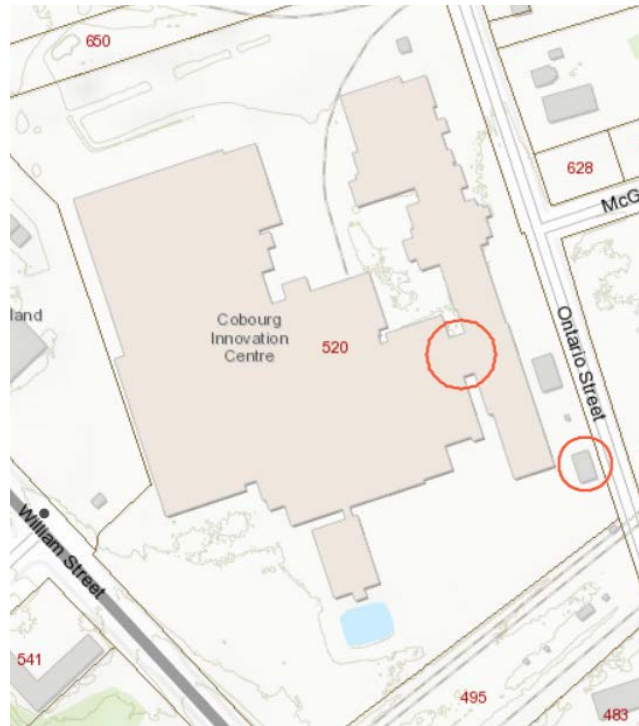 650
628
McG
land
Cobourg
Innovation
Centre
520
Ontario Street
William Street
541
495
483